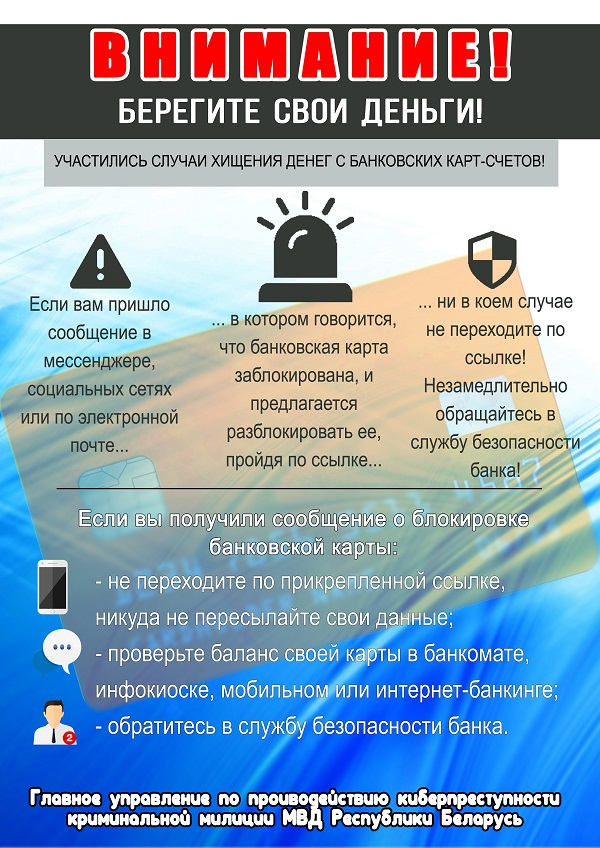 ВНИМАНИЕ!
БЕРЕГИТЕ СВОИ ДЕНЬГИ!
УЧАСТИЛИСЬ СЛУЧАИ ХИЩЕНИЯ ДЕНЕГ С БАНКОВСКИХ КАРТ-СЧЕТОВ!
Если вам пришло
сообщение в
мессенджере,
социальных сетях
или по электронной
почте...
... в котором говорится,
что банковская карта
заблокирована, и
предлагается
разблокировать ее,
пройдя по ссылке...
... ни в коем случае
не переходите по
ссылке!
Незамедлительно
обращайтесь в
службу безопасности
банка!
Если вы получили сообщение о блокировке
банковской карты:
- не переходите по прикрепленной ссылке,
никуда не пересылайте свои данные;
- проверьте баланс своей карты в банкомате,
инфокиоске, мобильном или интернет-банкинге;
- обратитесь в службу безопасности банка.
2
Главное управление по проиводействию киберпреступности
криминальной милиции МВД Республики Беларусь